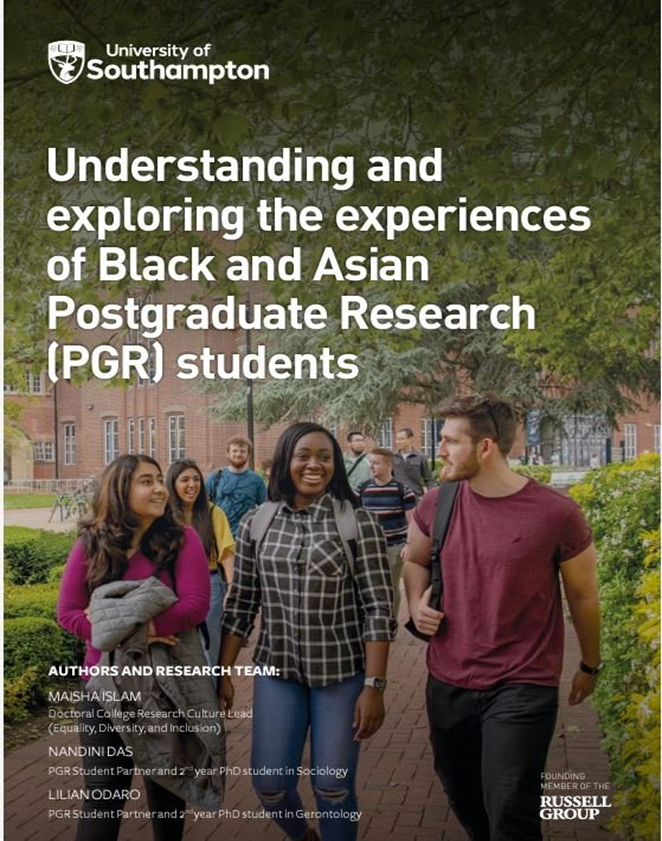 University of
Southampton
Understanding and
exploring the experiences
of Black and Asian
Postgraduate Research
(PGR) students
AUTHORS AND RESEARCH TEAM:
MAISHA ISLAM
Doctoral College Research Culture Lead
(Equality, Diversity, and Inclusion)
NANDINI DAS
PGR Student Partner and 2nd year PhD student in Sociology
LILIAN ODARO
PGR Student Partner and 2nd year PhD student in Gerontology
FOUNDING
MEMBER OF THE
RUSSELL
GROUP